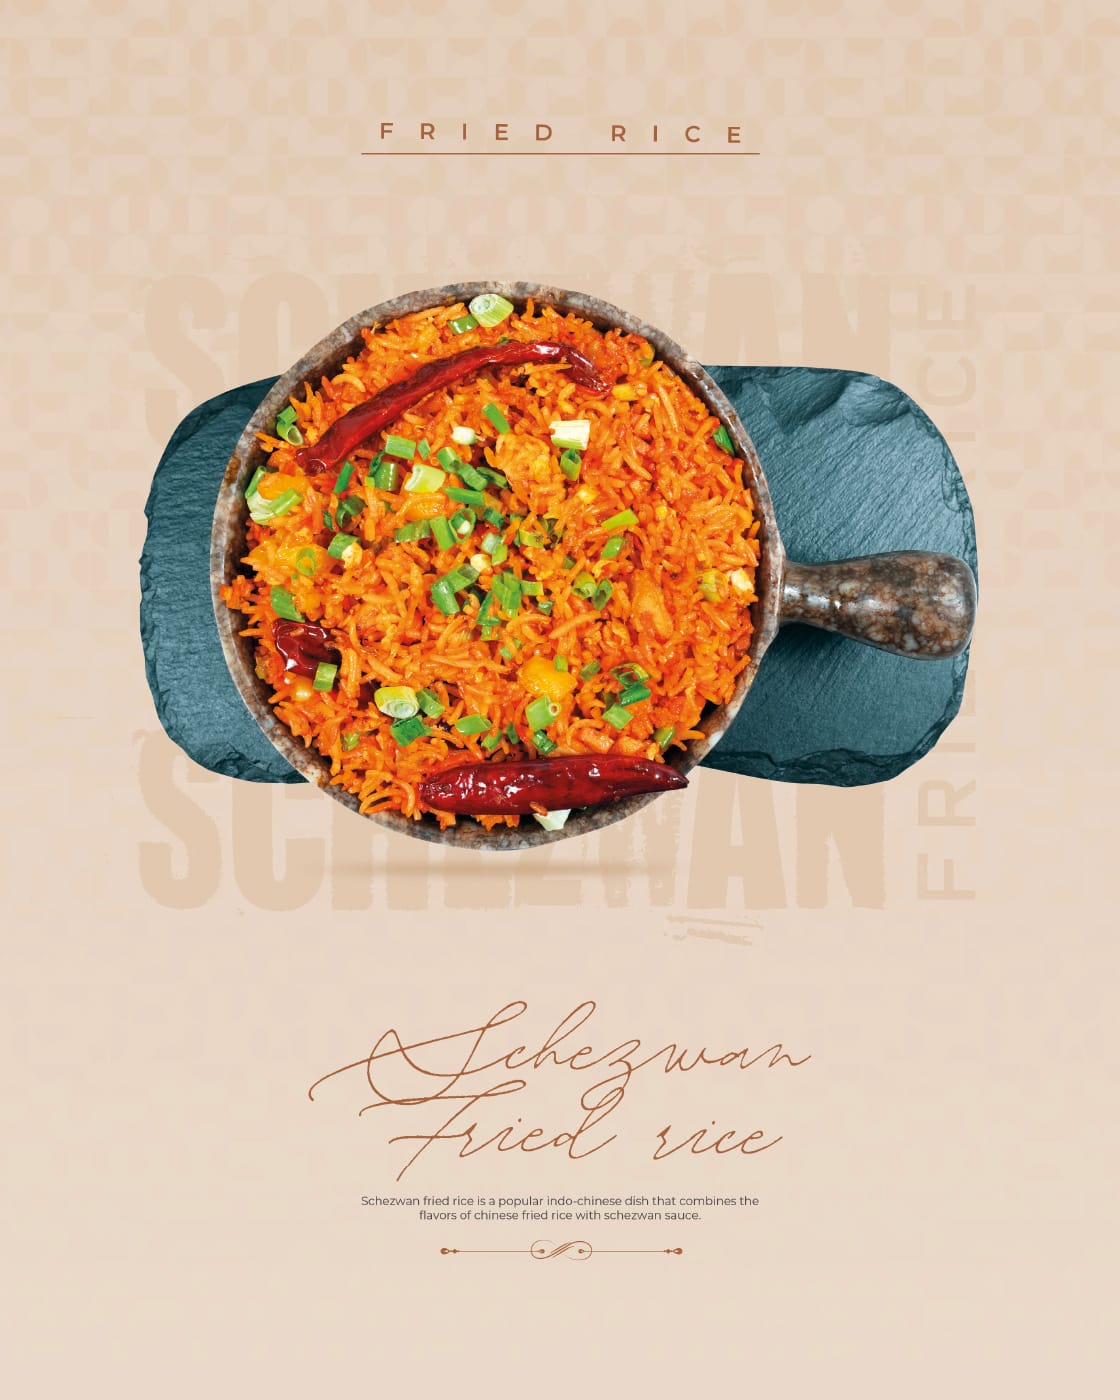 FRIED RICE
SCHEZWAN
FRIED RICE
SCHEZWAN
Schezwan
Fried rice
Schezwan fried rice is a popular indo-chinese dish that combines the
flavors of chinese fried rice with schezwan sauce.